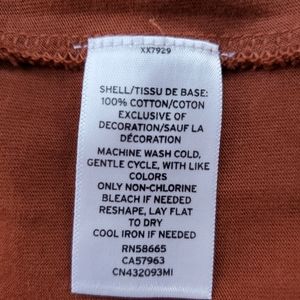 XX7929
SHELL/TISSU DE BASE:
100% COTTON/COTON
EXCLUSIVE OF
DECORATION/SAUF LA
DÉCORATION
MACHINE WASH COLD,
GENTLE CYCLE, WITH LIKE
COLORS
ONLY NON-CHLORINE
BLEACH IF NEEDED
RESHAPE, LAY FLAT
TO DRY
COOL IRON IF NEEDED
RN58665
CA57963
CN432093MI